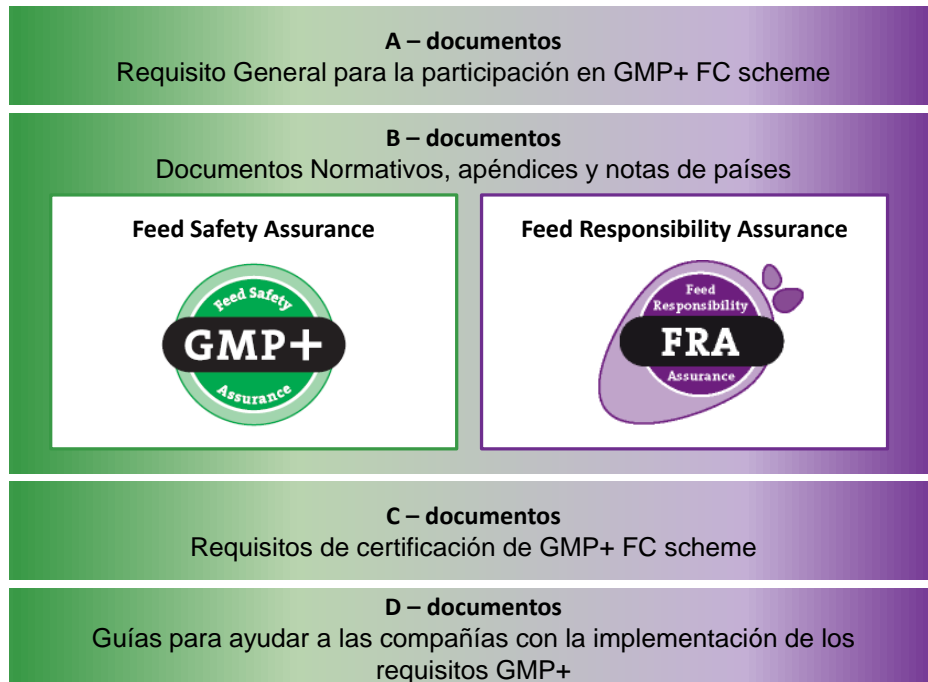 A – documentos
Requisito General para la participación en GMP+ FC scheme
B – documentos
Documentos Normativos, apéndices y notas de países
Feed Safety Assurance
Feed Safety
GMP+
Assurance
Feed Responsibility Assurance
Feed
Responsibility
FRA
Assurance
C – documentos
Requisitos de certificación de GMP+ FC scheme
D – documentos
Guías para ayudar a las compañías con la implementación de los
requisitos GMP+